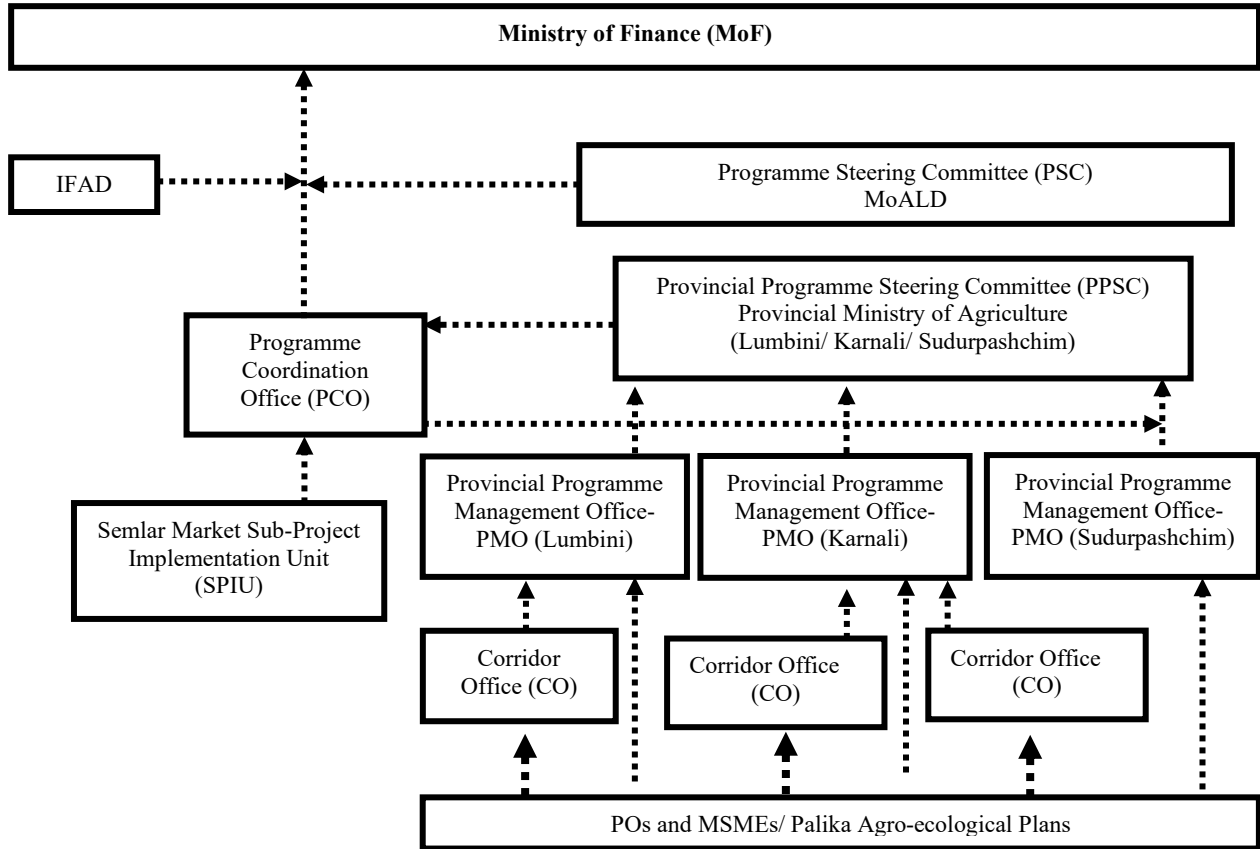 Ministry of Finance (MoF)
IFAD
Programme Steering Committee (PSC)
MoALD
Provincial Programme Steering Committee (PPSC)
Provincial Ministry of Agriculture
(Lumbini/ Karnali/ Sudurpashchim)
Programme
Coordination
Office (PCO)
Semlar Market Sub-Project
Implementation Unit
(SPIU)
Provincial Programme
Management Office-
PMO (Lumbini)
Provincial Programme
Management Office-
PMO (Karnali)
Provincial Programme
Management Office-
PMO (Sudurpashchim)
Corridor
Office (CO)
Corridor Office
(CO)
Corridor Office
(CO)
POs and MSMEs/ Palika Agro-ecological Plans